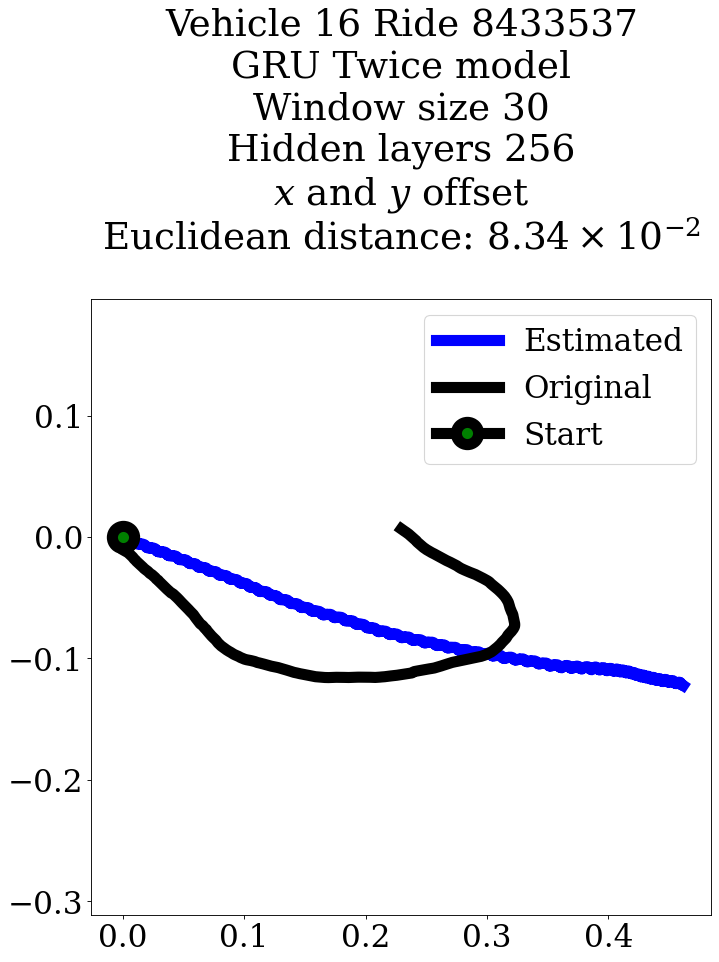 Vehicle 16 Ride 8433537
GRU Twice model
Window size 30
Hidden layers 256
x and y offset
Euclidean distance: 8.34 × 10⁻²
Estimated
Original
Start
0.1
0.0
−0.1
−0.2
−0.3
0.0 0.1 0.2 0.3 0.4